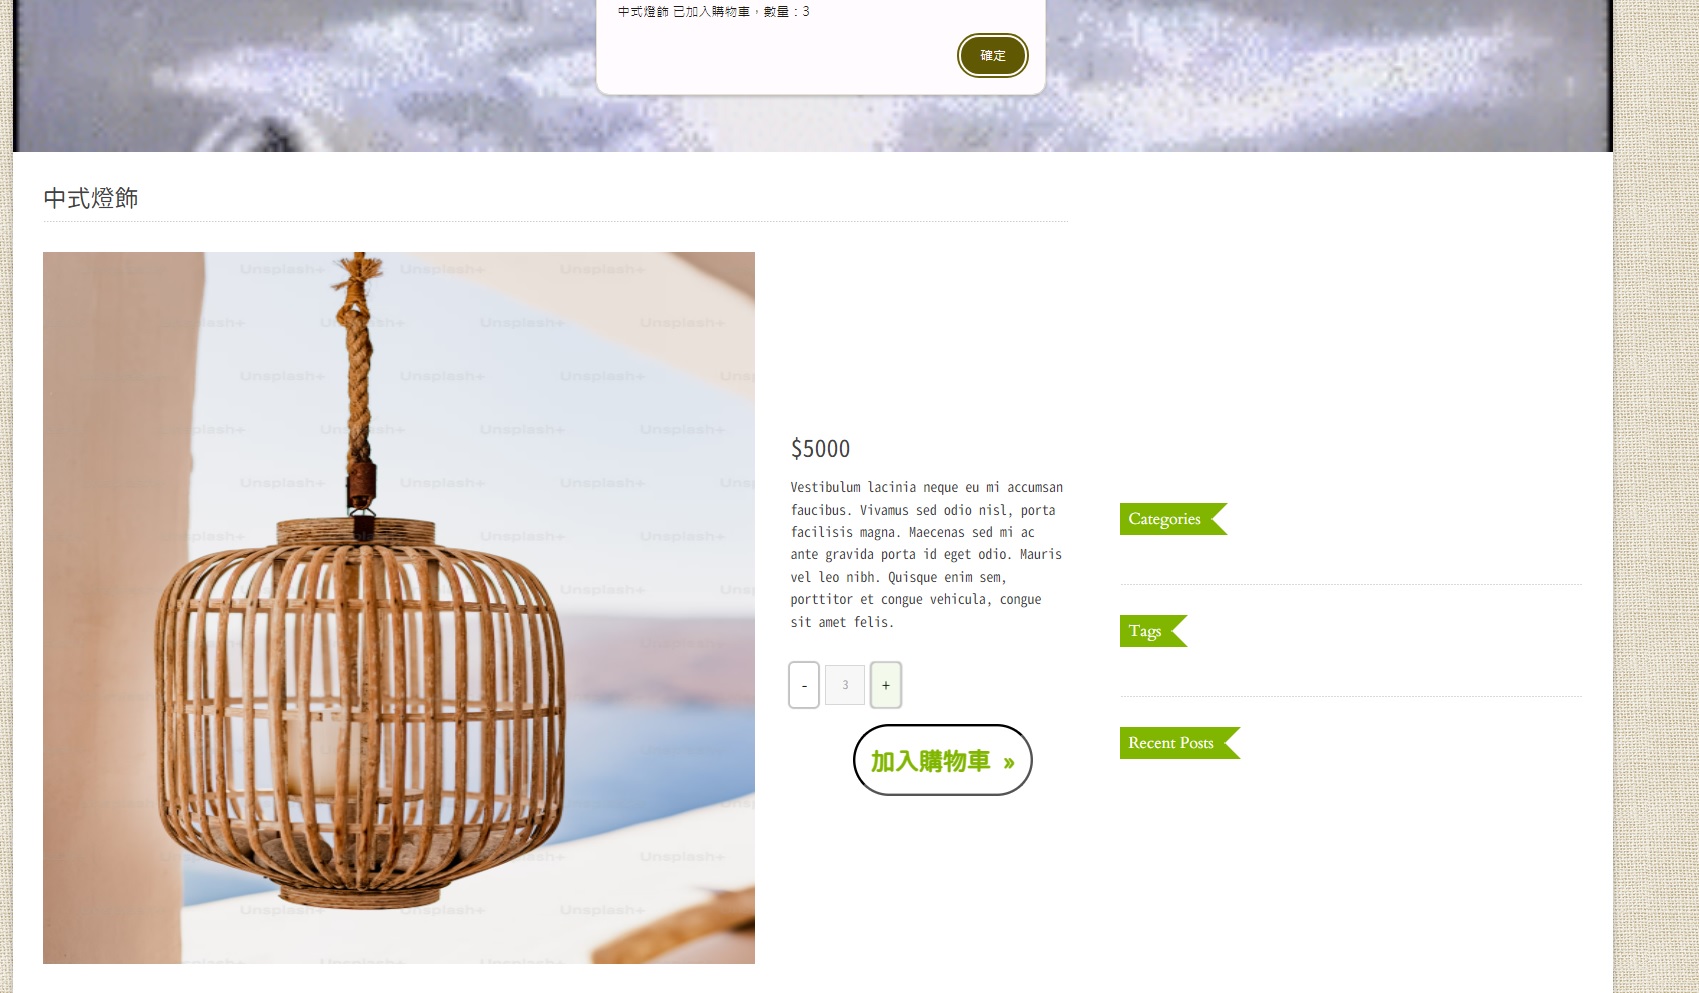 中式燈飾 已加入購物車，數量：3
確定
中式燈飾
Unsplash+
$5000
Vestibulum lacinia neque eu mi accumsan
faucibus. Vivamus sed odio nisl, porta
facilisis magna. Maecenas sed mi ac
ante gravida porta id eget odio. Mauris
vel leo nibh. Quisque enim sem,
porttitor et congue vehicula, congue
sit amet felis.
- 3 +
加入購物車 »
Categories
Tags
Recent Posts